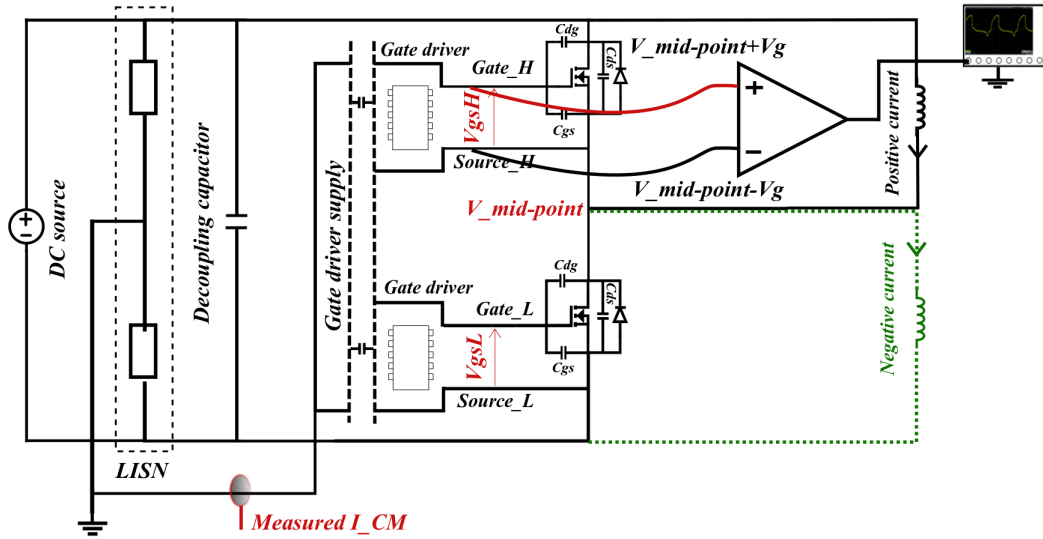 Gate driver
Cdg
V_mid-point+Vg
Gate_H
Cds
+
VgsH
Cgs
Source_H
−
V_mid-point-Vg
Positive current
V_mid-point
DC source
Decoupling capacitor
Gate driver supply
Gate driver
Cdg
Gate_L
Cds
VgsL
Cgs
Source_L
Negative current
LISN
Measured I_CM